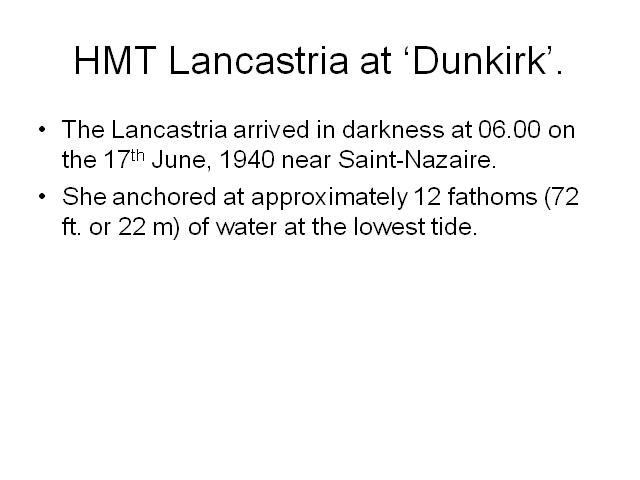 HMT Lancastria at ‘Dunkirk’.
• The Lancastria arrived in darkness at 06.00 on
the 17th June, 1940 near Saint-Nazaire.
• She anchored at approximately 12 fathoms (72
ft. or 22 m) of water at the lowest tide.